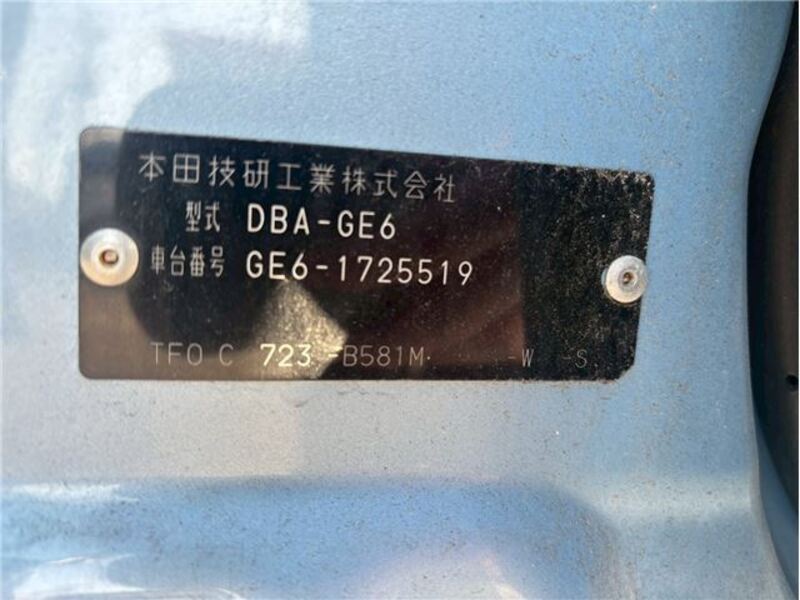 本田技研工業株式会社
型式 DBA-GE6
車台番号 GE6-1725519
TF0 C 723 -B581M- -W -S